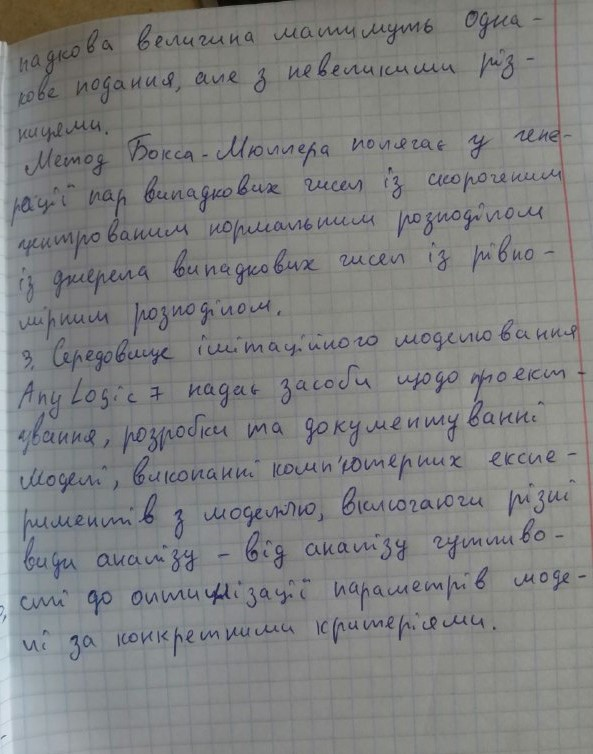 падкова величина матимуть одна-
кове подання, але з невеликими різ-
ницями.
Метод Бокса-Мюллера полягає у гене-
рації пар випадкових чисел із скороченим
центрованим нормальним розподілом
із джерела випадкових чисел із рівно-
мірним розподілом.
3. Середовище імітаційного моделювання
AnyLogic 7 надає засоби щодо проект-
ування, розробки та документуванні
моделі, виконанні комп'ютерних експе-
риментів з моделлю, включаючи різні
види аналізу - від аналізу чутливо-
сті до оптимізації параметрів моде-
лі за конкретними критеріями.